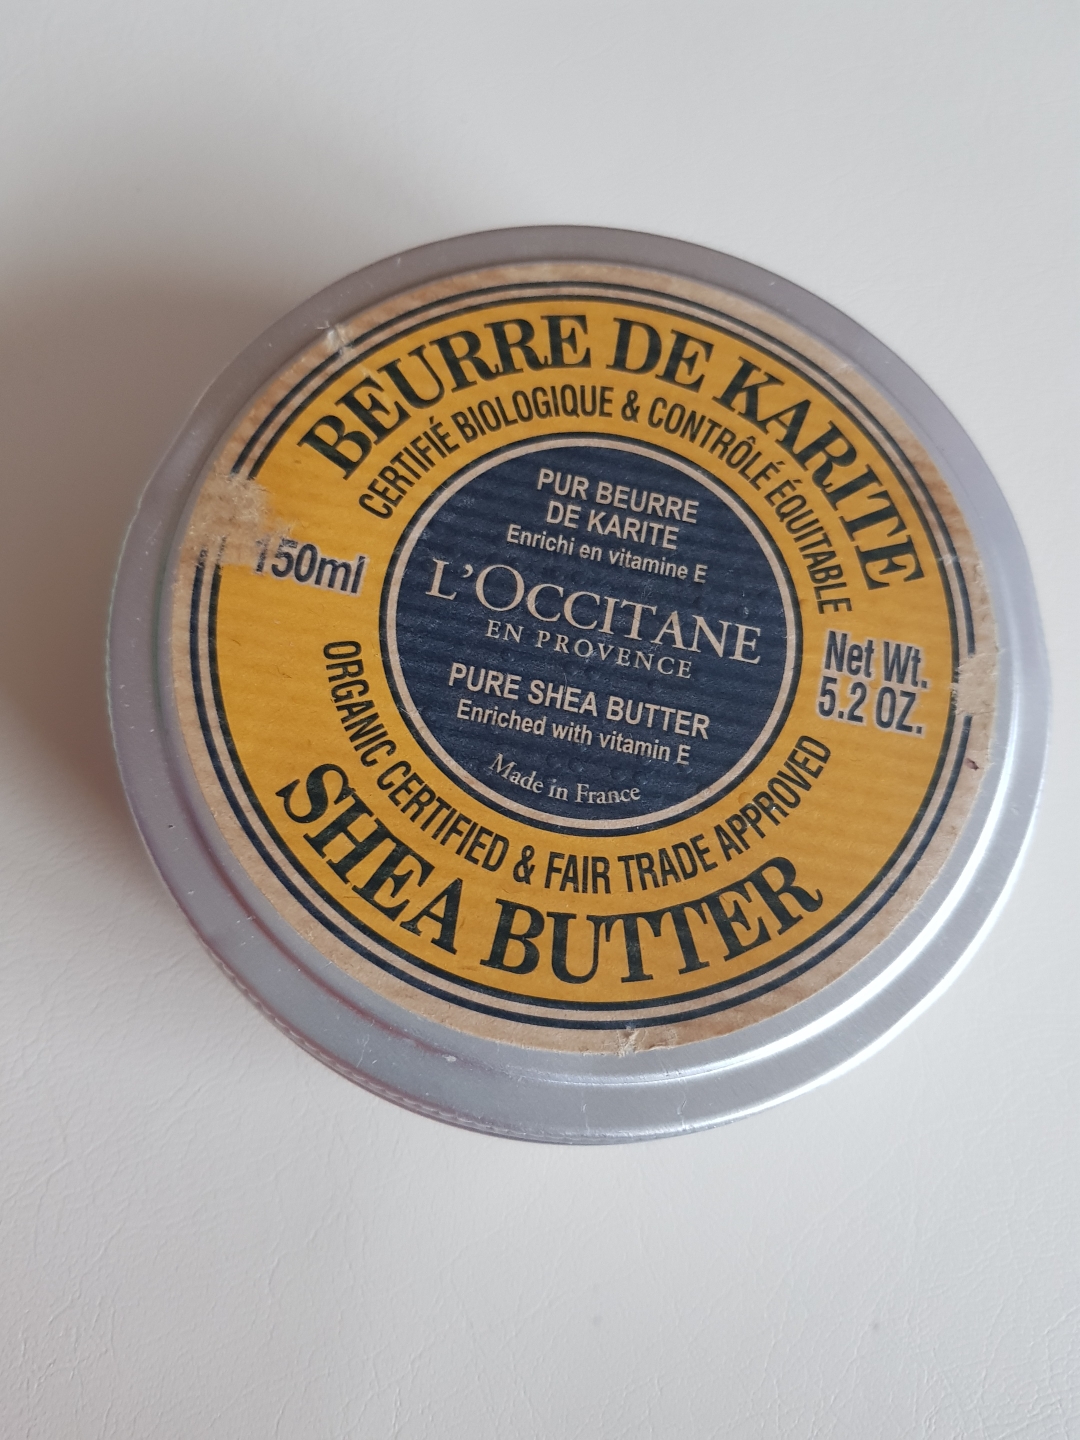 BEURRE DE KARITE
CERTIFIÉ BIOLOGIQUE & CONTRÔLÉ ÉQUITABLE
PUR BEURRE
DE KARITE
Enrichi en vitamine E
150ml
L'OCCITANE
EN PROVENCE
Net Wt.
5.2 OZ.
PURE SHEA BUTTER
Enriched with vitamin E
Made in France
ORGANIC CERTIFIED & FAIR TRADE APPROVED
SHEA BUTTER